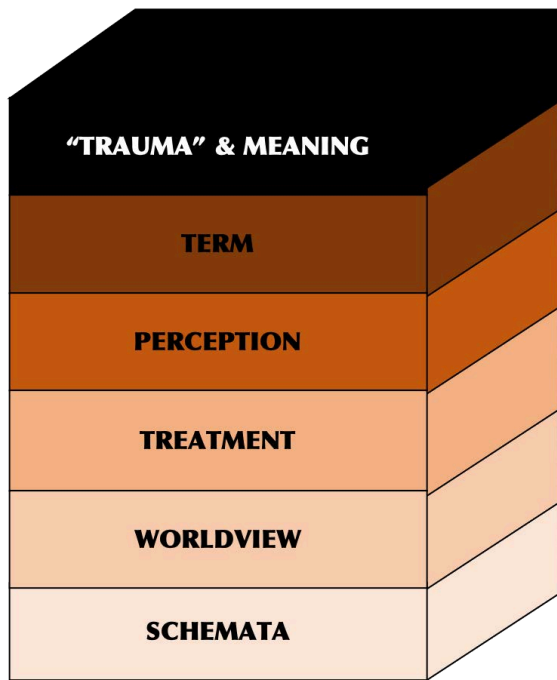 “TRAUMA” & MEANING
TERM
PERCEPTION
TREATMENT
WORLDVIEW
SCHEMATA